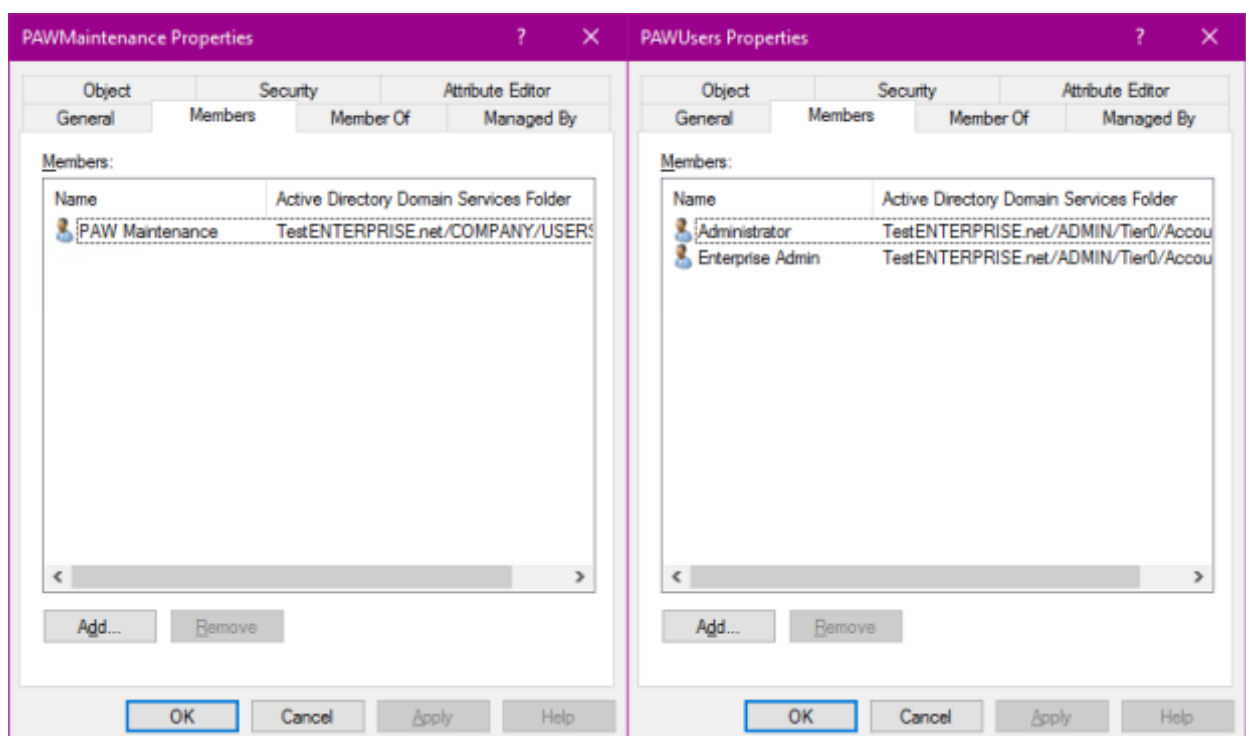 PAWMaintenance Properties ? ×
Object Security Attribute Editor
General Members Member Of Managed By
Members:
Name Active Directory Domain Services Folder
PAW Maintenance TestENTERPRISE.net/COMPANY/USERS
Add... Remove
OK Cancel Apply Help
PAWUsers Properties ? ×
Object Security Attribute Editor
General Members Member Of Managed By
Members:
Name Active Directory Domain Services Folder
Administrator TestENTERPRISE.net/ADMIN/Tier0/Accou
Enterprise Admin TestENTERPRISE.net/ADMIN/Tier0/Accou
Add... Remove
OK Cancel Apply Help